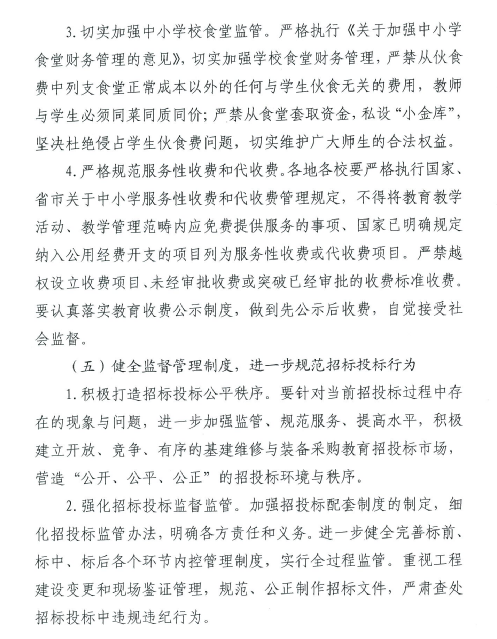 3. 切实加强中小学校食堂监管。严格执行《关于加强中小学
食堂财务管理的意见》，切实加强学校食堂财务管理，严禁从伙食
费中列支食堂正常成本以外的任何与学生伙食无关的费用，教师
与学生必须同菜同质同价；严禁从食堂套取资金，私设“小金库”，
坚决杜绝侵占学生伙食费问题，切实维护广大师生的合法权益。
4. 严格规范服务性收费和代收费。各地各校要严格执行国家、
省市关于中小学服务性收费和代收费管理规定，不得将教育教学
活动、教学管理范畴内应免费提供服务的事项、国家已明确规定
纳入公用经费开支的项目列为服务性收费或代收费项目。严禁越
权设立收费项目、未经审批收费或突破已经审批的收费标准收费。
要认真落实教育收费公示制度，做到先公示后收费，自觉接受社
会监督。
（五）健全监督管理制度，进一步规范招标投标行为
1. 积极打造招标投标公平秩序。要针对当前招投标过程中存
在的现象与问题，进一步加强监管、规范服务、提高水平，积极
建立开放、竞争、有序的基建维修与装备采购教育招投标市场，
营造“公开、公平、公正”的招投标环境与秩序。
2. 强化招标投标监督监管。加强招投标配套制度的制定，细
化招投标监管办法，明确各方责任和义务。进一步健全完善标前、
标中、标后各个环节内控管理制度，实行全过程监管。重视工程
建设变更和现场鉴证管理，规范、公正制作招标文件，严肃查处
招标投标中违规违纪行为。